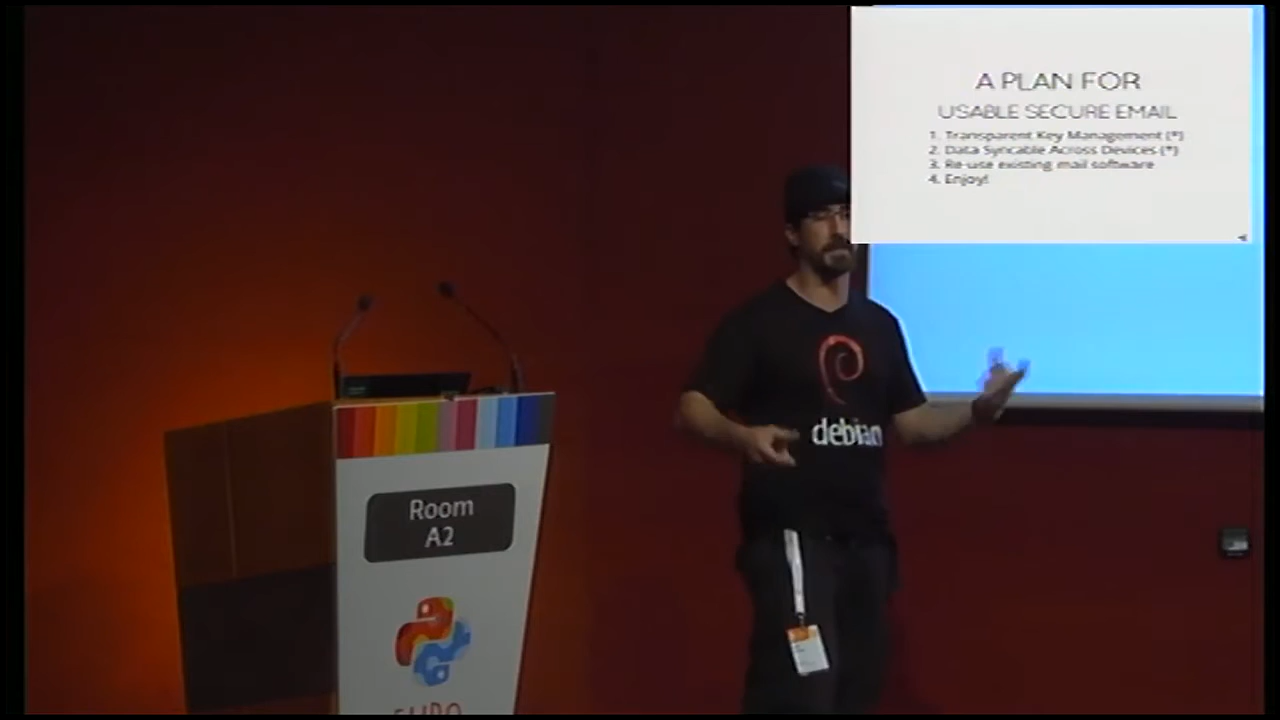 A PLAN FOR
USABLE SECURE EMAIL
1. Transparent Key Management (*)
2. Data Syncable Across Devices (*)
3. Re-use existing mail software
4. Enjoy!
debian
Room
A2
EURO